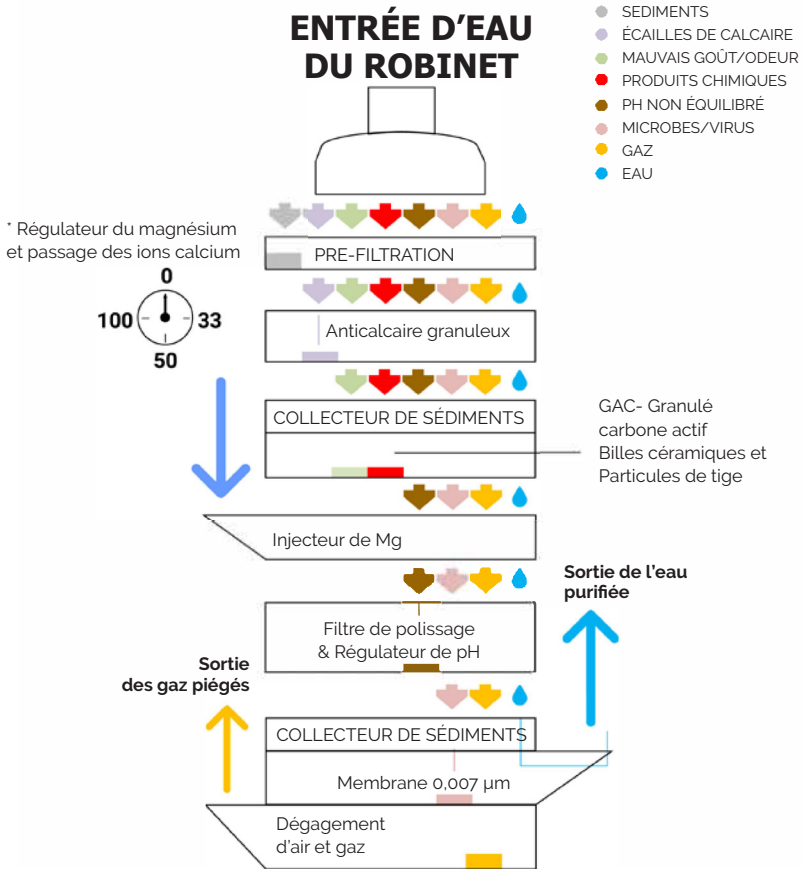 ENTRÉE D’EAU
DU ROBINET
SEDIMENTS
ÉCAILLES DE CALCAIRE
MAUVAIS GOÛT/ODEUR
PRODUITS CHIMIQUES
PH NON ÉQUILIBRÉ
MICROBES/VIRUS
GAZ
EAU
* Régulateur du magnésium
et passage des ions calcium
0
100
33
50
PRE-FILTRATION
Anticalcaire granuleux
COLLECTEUR DE SÉDIMENTS
GAC- Granulé
carbone actif
Billes céramiques et
Particules de tige
Injecteur de Mg
Sortie de l’eau
purifiée
Filtre de polissage
& Régulateur de pH
Sortie
des gaz piégés
COLLECTEUR DE SÉDIMENTS
Membrane 0,007 µm
Dégagement
d’air et gaz